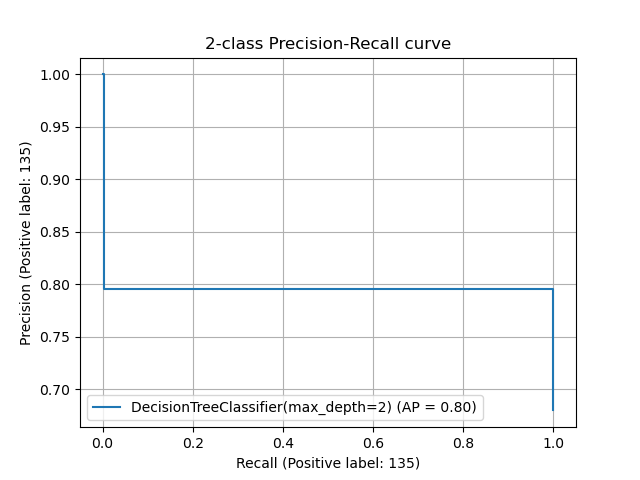 2-class Precision-Recall curve
1.00
0.95
0.90
0.85
0.80
0.75
0.70
Precision (Positive label: 135)
DecisionTreeClassifier(max_depth=2) (AP = 0.80)
0.0 0.2 0.4 0.6 0.8 1.0
Recall (Positive label: 135)